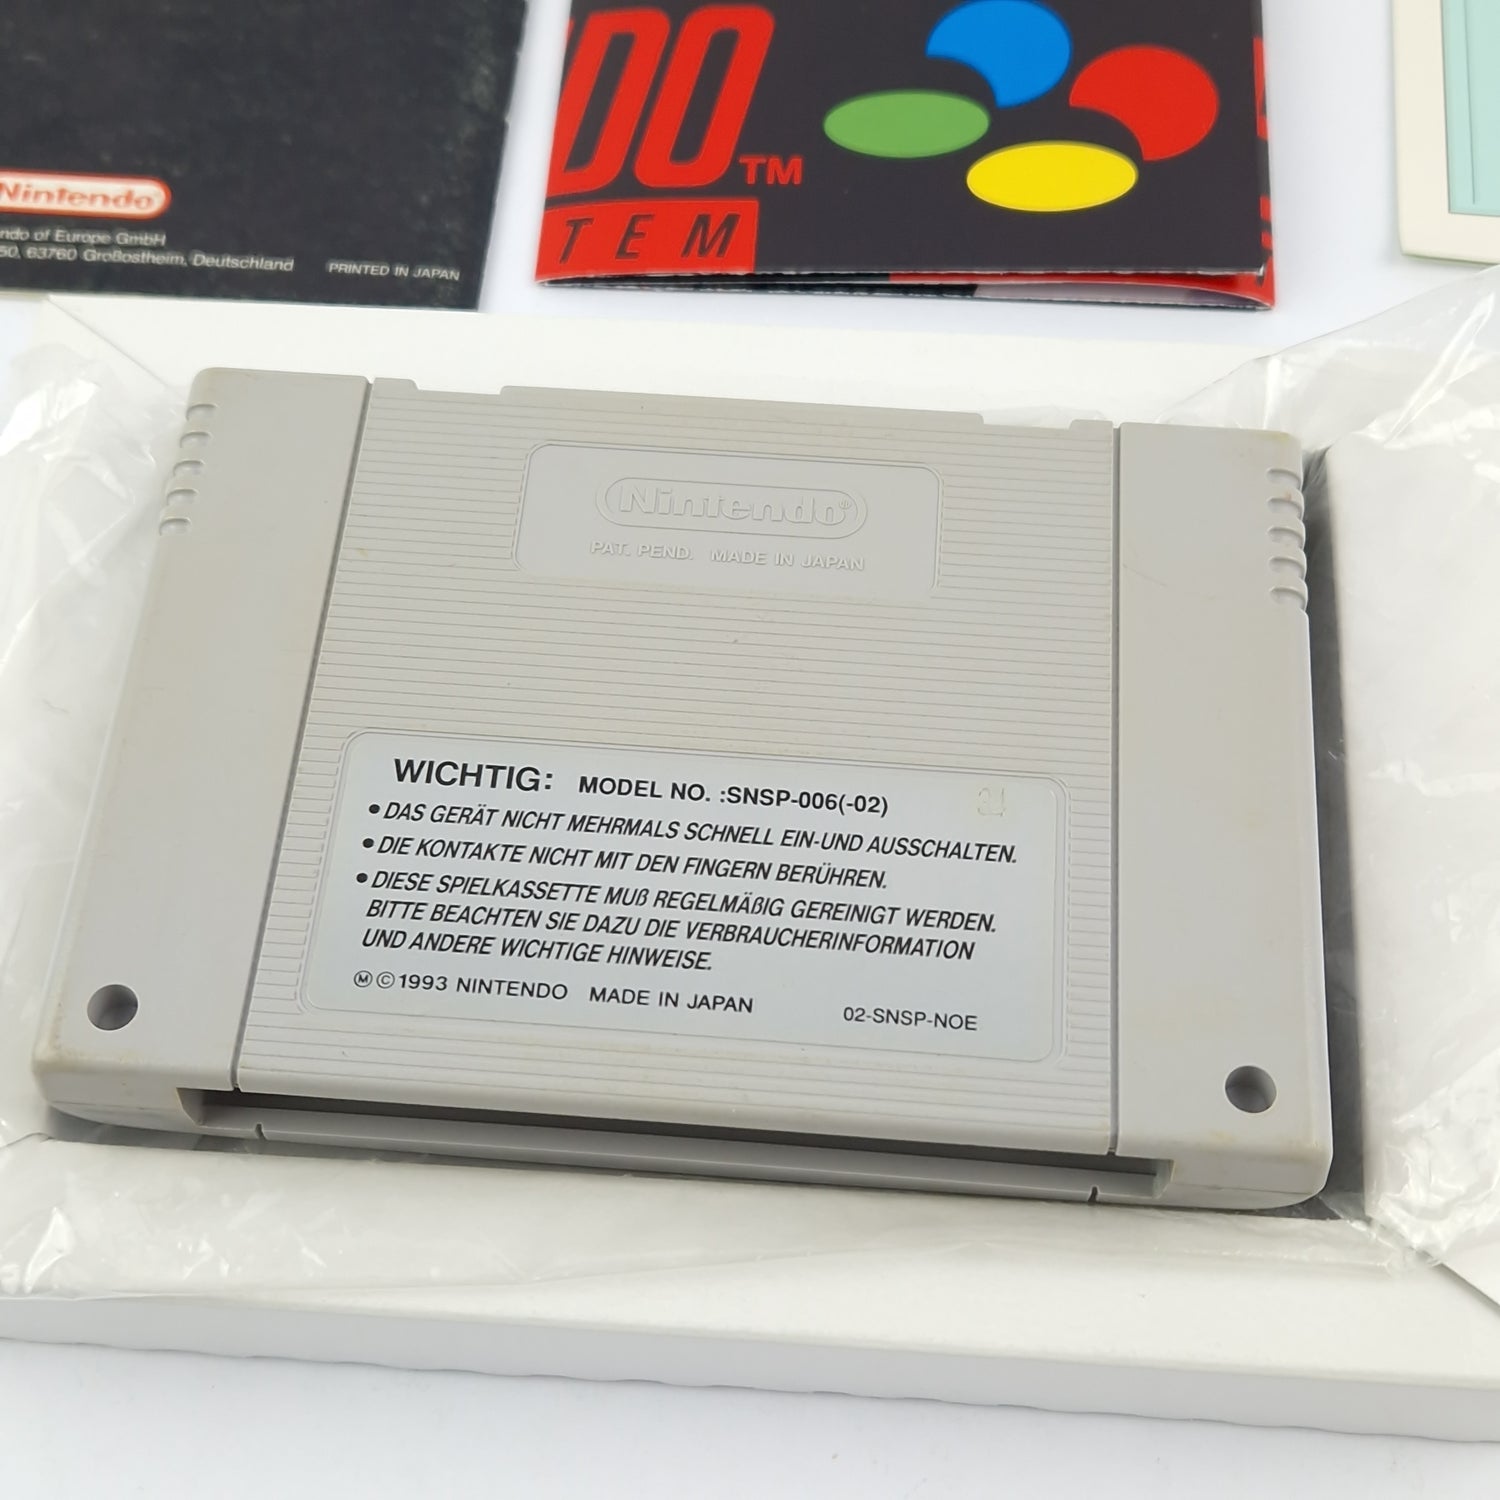 Nintendo
ndo of Europe GmbH
50, 63760 Großostheim, Deutschland
PRINTED IN JAPAN
DO TM
TEM
Nintendo®
PAT. PEND. MADE IN JAPAN
WICHTIG: MODEL NO. :SNSP-006(-02)
•DAS GERÄT NICHT MEHRMALS SCHNELL EIN-UND AUSSCHALTEN.
•DIE KONTAKTE NICHT MIT DEN FINGERN BERÜHREN.
•DIESE SPIELKASSETTE MUß REGELMÄßIG GEREINIGT WERDEN.
BITTE BEACHTEN SIE DAZU DIE VERBRAUCHERINFORMATION
UND ANDERE WICHTIGE HINWEISE.
Ⓜ©1993 NINTENDO MADE IN JAPAN
02-SNSP-NOE